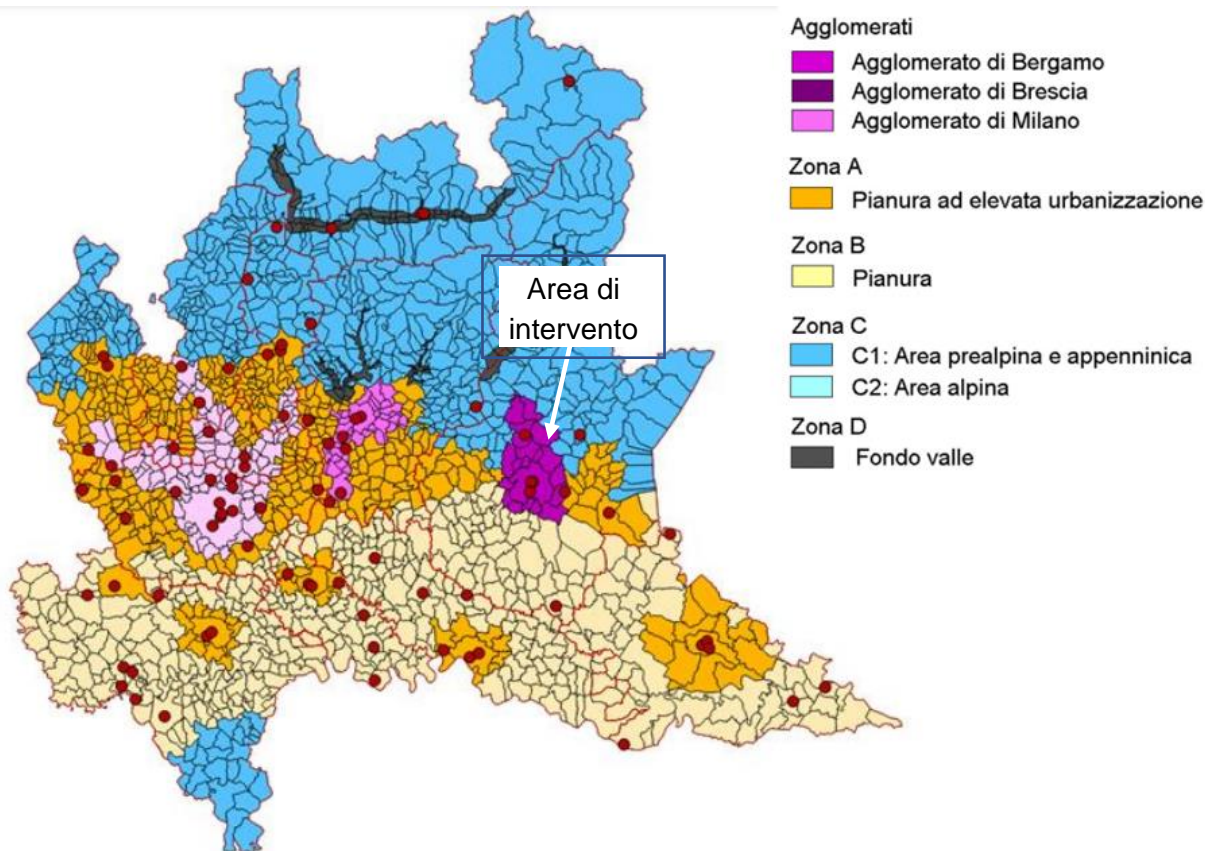 Agglomerati
Agglomerato di Bergamo
Agglomerato di Brescia
Agglomerato di Milano
Zona A
Pianura ad elevata urbanizzazione
Zona B
Pianura
Zona C
C1: Area prealpina e appenninica
C2: Area alpina
Zona D
Fondo valle
Area di
intervento